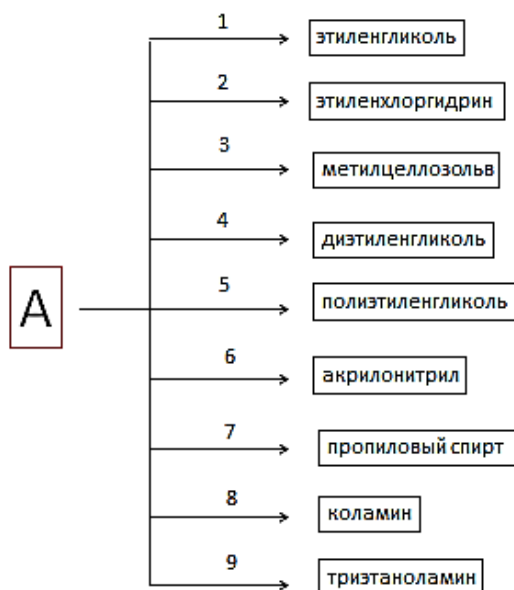 1
этиленгликоль
2
этиленхлоргидрин
3
метилцеллозольв
4
диэтиленгликоль
А
5
полиэтиленгликоль
6
акрилонитрил
7
пропиловый спирт
8
коламин
9
триэтаноламин